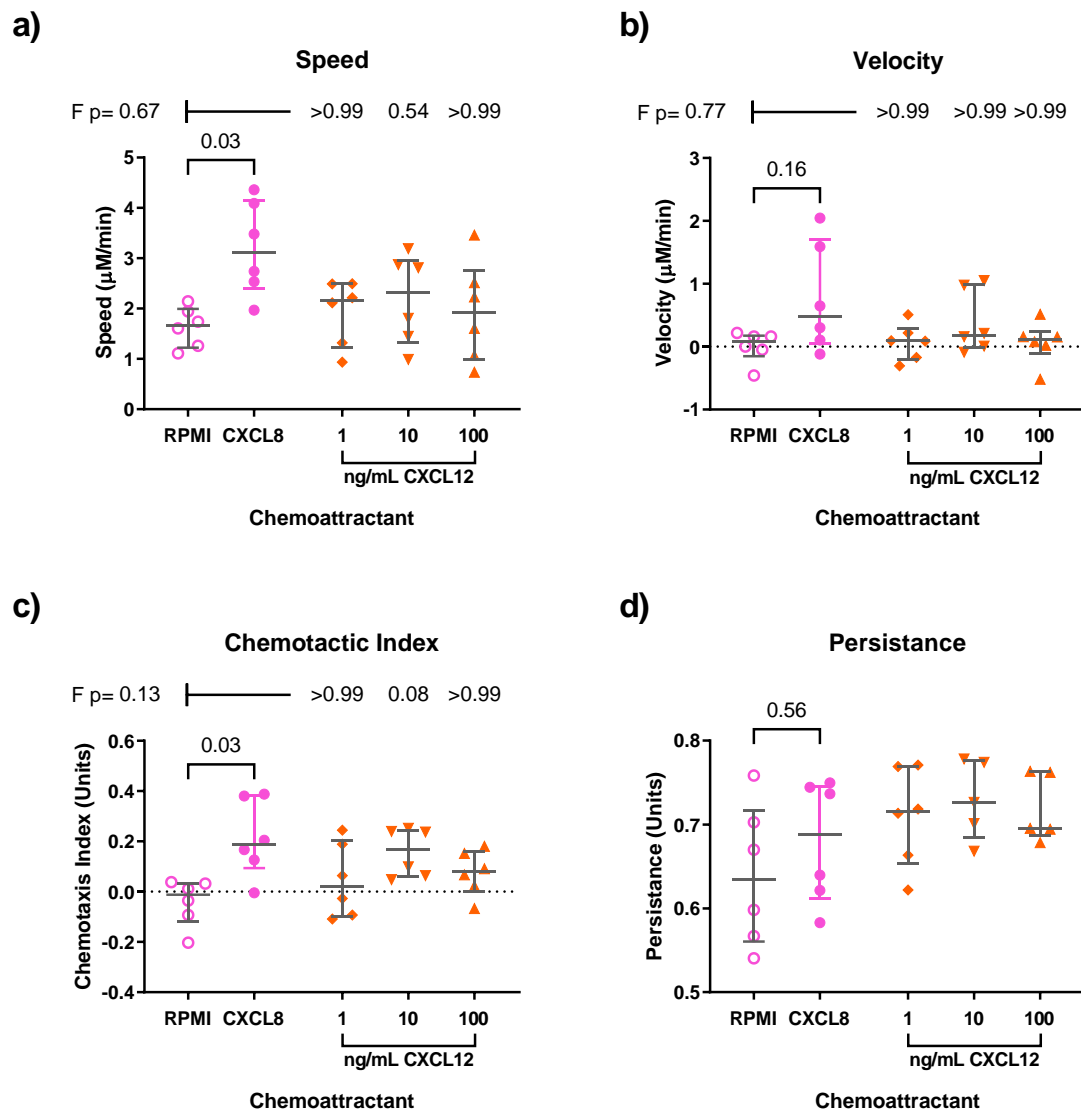 a)
Speed
F p= 0.67 >0.99 0.54 >0.99
0.03
5
4
3
2
1
0
Speed (μM/min)
RPMI CXCL8 1 10 100
ng/mL CXCL12
Chemoattractant
b)
Velocity
F p= 0.77 >0.99 >0.99 >0.99
0.16
3
2
1
0
-1
Velocity (μM/min)
RPMI CXCL8 1 10 100
ng/mL CXCL12
Chemoattractant
c)
Chemotactic Index
F p= 0.13 >0.99 0.08 >0.99
0.03
0.6
0.4
0.2
0.0
-0.2
-0.4
Chemotaxis Index (Units)
RPMI CXCL8 1 10 100
ng/mL CXCL12
Chemoattractant
d)
Persistance
0.56
0.8
0.7
0.6
0.5
Persistance (Units)
RPMI CXCL8 1 10 100
ng/mL CXCL12
Chemoattractant